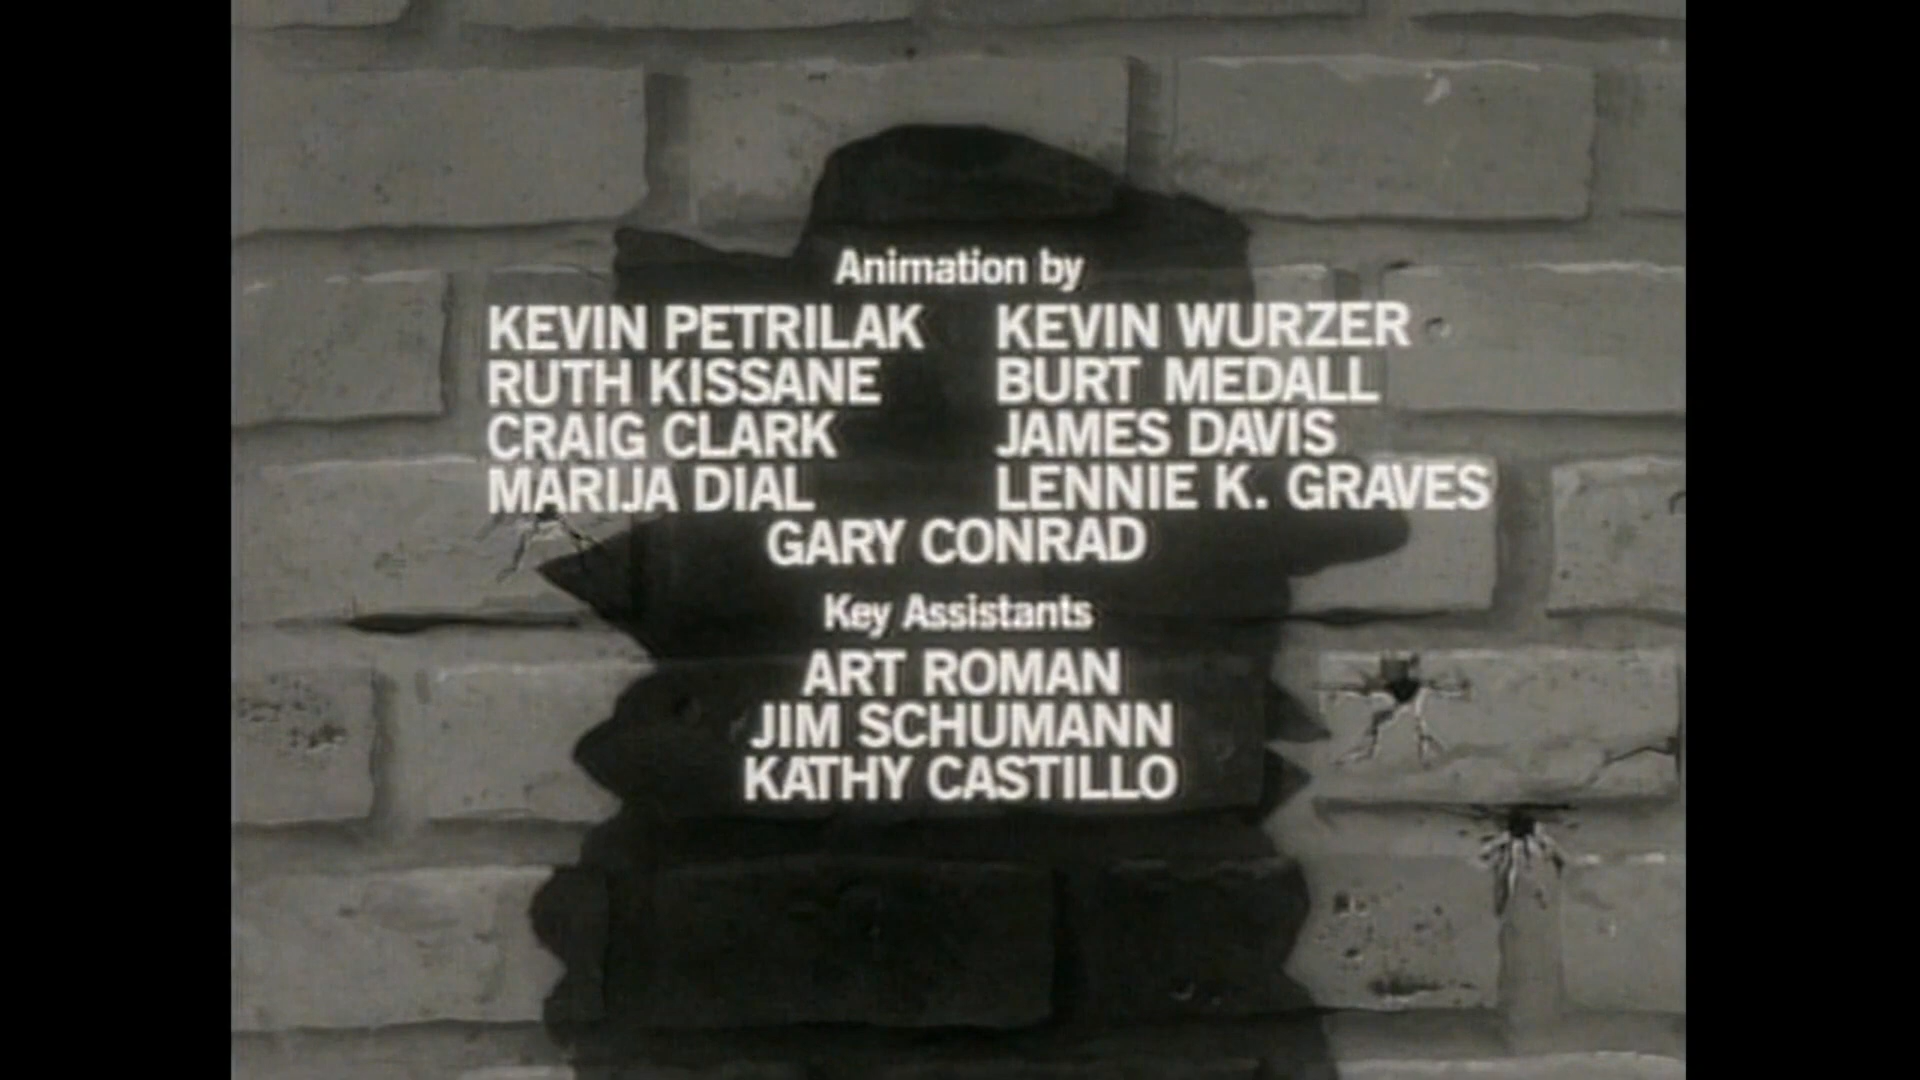 Animation by
KEVIN PETRILAK KEVIN WURZER
RUTH KISSANE BURT MEDALL
CRAIG CLARK JAMES DAVIS
MARIJA DIAL LENNIE K. GRAVES
GARY CONRAD
Key Assistants
ART ROMAN
JIM SCHUMANN
KATHY CASTILLO